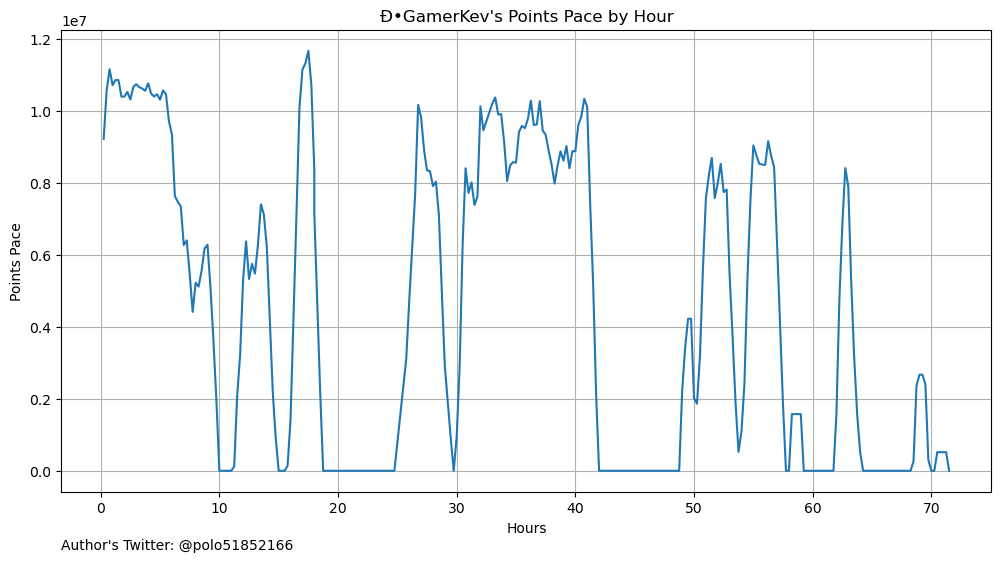 Ð•GamerKev's Points Pace by Hour
1e7
1.2
1.0
0.8
0.6
0.4
0.2
0.0
Points Pace
0 10 20 30 40 50 60 70
Hours
Author's Twitter: @polo51852166